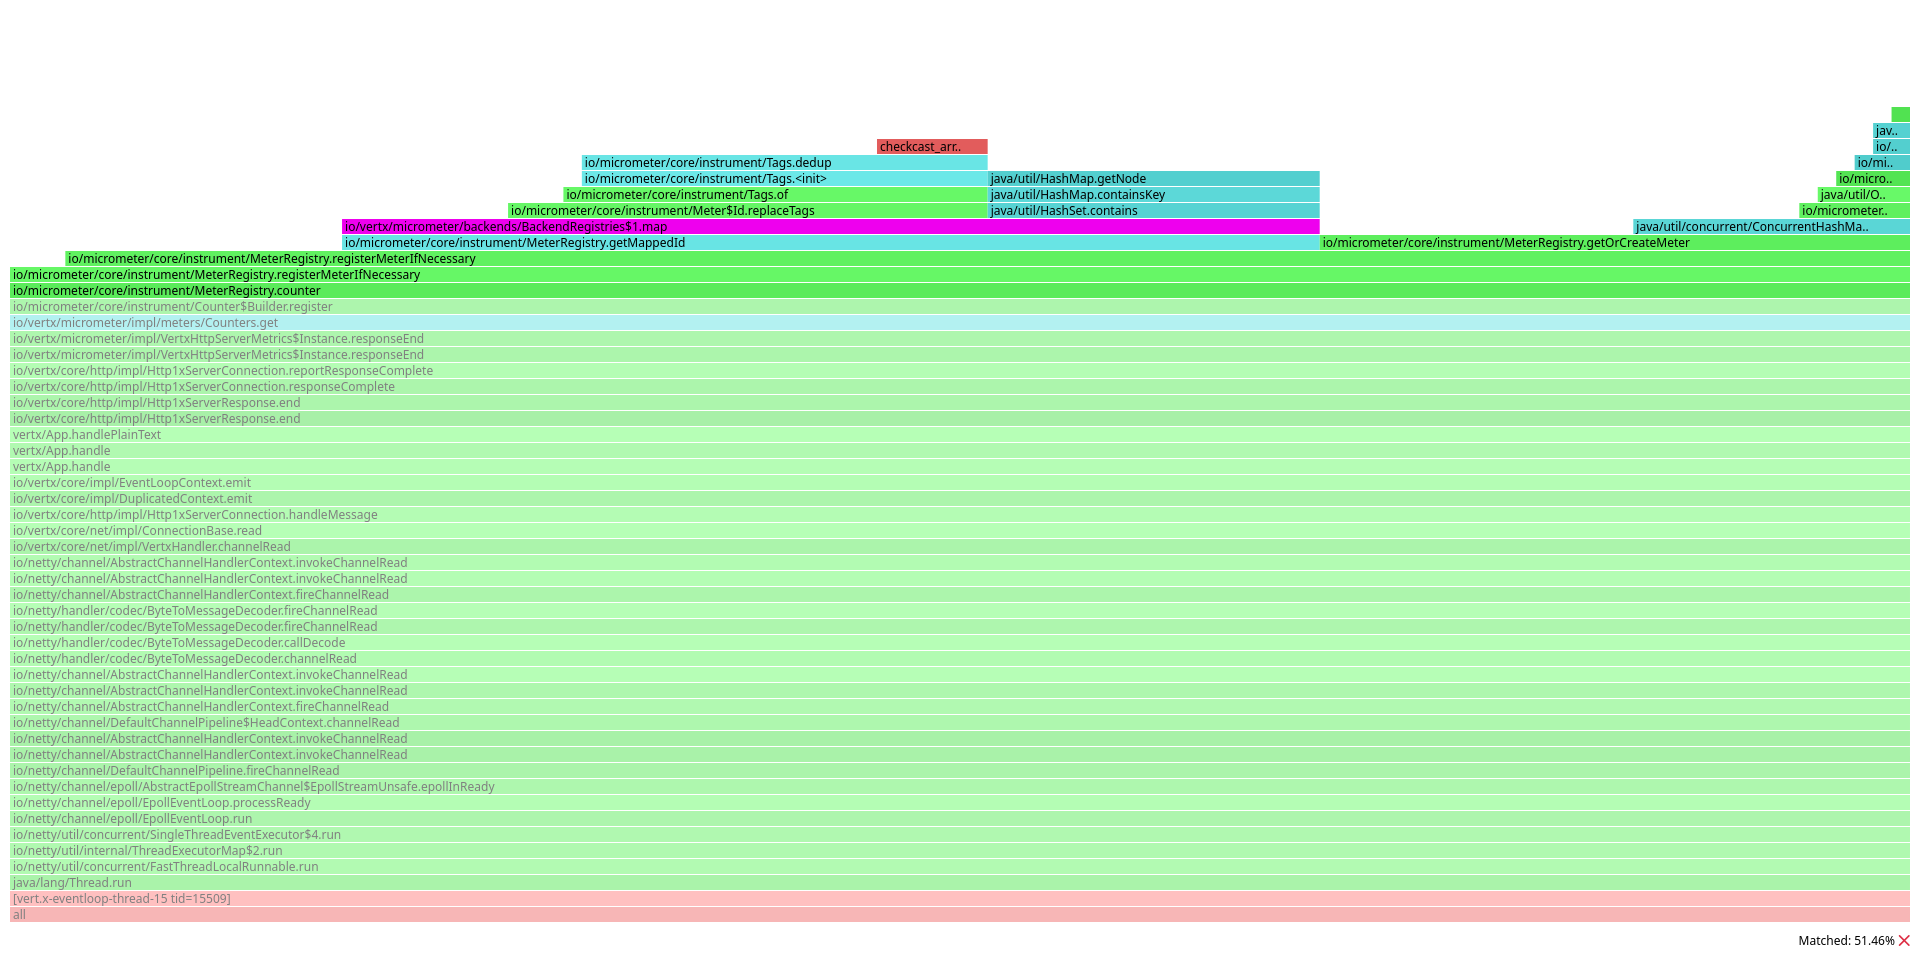 jav..
checkcast_arr.. io/..
io/micrometer/core/instrument/Tags.dedup io/mi..
io/micrometer/core/instrument/Tags.<init> java/util/HashMap.getNode io/micro..
io/micrometer/core/instrument/Tags.of java/util/HashMap.containsKey java/util/O..
io/micrometer/core/instrument/Meter$Id.replaceTags java/util/HashSet.contains io/micrometer..
io/vertx/micrometer/backends/BackendRegistries$1.map java/util/concurrent/ConcurrentHashMa..
io/micrometer/core/instrument/MeterRegistry.getMappedId io/micrometer/core/instrument/MeterRegistry.getOrCreateMeter
io/micrometer/core/instrument/MeterRegistry.registerMeterIfNecessary
io/micrometer/core/instrument/MeterRegistry.registerMeterIfNecessary
io/micrometer/core/instrument/MeterRegistry.counter
io/micrometer/core/instrument/Counter$Builder.register
io/vertx/micrometer/impl/meters/Counters.get
io/vertx/micrometer/impl/VertxHttpServerMetrics$Instance.responseEnd
io/vertx/micrometer/impl/VertxHttpServerMetrics$Instance.responseEnd
io/vertx/core/http/impl/Http1xServerConnection.reportResponseComplete
io/vertx/core/http/impl/Http1xServerConnection.responseComplete
io/vertx/core/http/impl/Http1xServerResponse.end
io/vertx/core/http/impl/Http1xServerResponse.end
vertx/App.handlePlainText
vertx/App.handle
vertx/App.handle
io/vertx/core/impl/EventLoopContext.emit
io/vertx/core/impl/DuplicatedContext.emit
io/vertx/core/http/impl/Http1xServerConnection.handleMessage
io/vertx/core/net/impl/ConnectionBase.read
io/vertx/core/net/impl/VertxHandler.channelRead
io/netty/channel/AbstractChannelHandlerContext.invokeChannelRead
io/netty/channel/AbstractChannelHandlerContext.invokeChannelRead
io/netty/channel/AbstractChannelHandlerContext.fireChannelRead
io/netty/handler/codec/ByteToMessageDecoder.fireChannelRead
io/netty/handler/codec/ByteToMessageDecoder.fireChannelRead
io/netty/handler/codec/ByteToMessageDecoder.callDecode
io/netty/handler/codec/ByteToMessageDecoder.channelRead
io/netty/channel/AbstractChannelHandlerContext.invokeChannelRead
io/netty/channel/AbstractChannelHandlerContext.invokeChannelRead
io/netty/channel/AbstractChannelHandlerContext.fireChannelRead
io/netty/channel/DefaultChannelPipeline$HeadContext.channelRead
io/netty/channel/AbstractChannelHandlerContext.invokeChannelRead
io/netty/channel/AbstractChannelHandlerContext.invokeChannelRead
io/netty/channel/DefaultChannelPipeline.fireChannelRead
io/netty/channel/epoll/AbstractEpollStreamChannel$EpollStreamUnsafe.epollInReady
io/netty/channel/epoll/EpollEventLoop.processReady
io/netty/channel/epoll/EpollEventLoop.run
io/netty/util/concurrent/SingleThreadEventExecutor$4.run
io/netty/util/internal/ThreadExecutorMap$2.run
io/netty/util/concurrent/FastThreadLocalRunnable.run
java/lang/Thread.run
[vert.x-eventloop-thread-15 tid=15509]
all
Matched: 51.46%